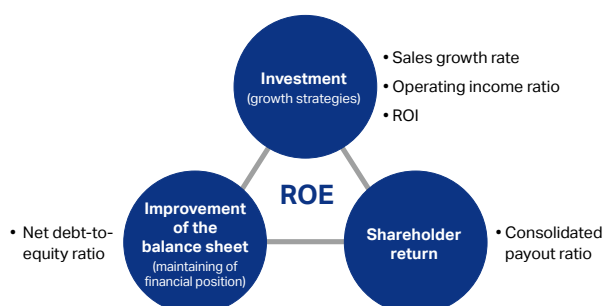 Investment
(growth strategies)
• Sales growth rate
• Operating income ratio
• ROI
ROE
Improvement
of the
balance sheet
(maintaining of
financial position)
• Net debt-to-
equity ratio
Shareholder
return
• Consolidated
payout ratio